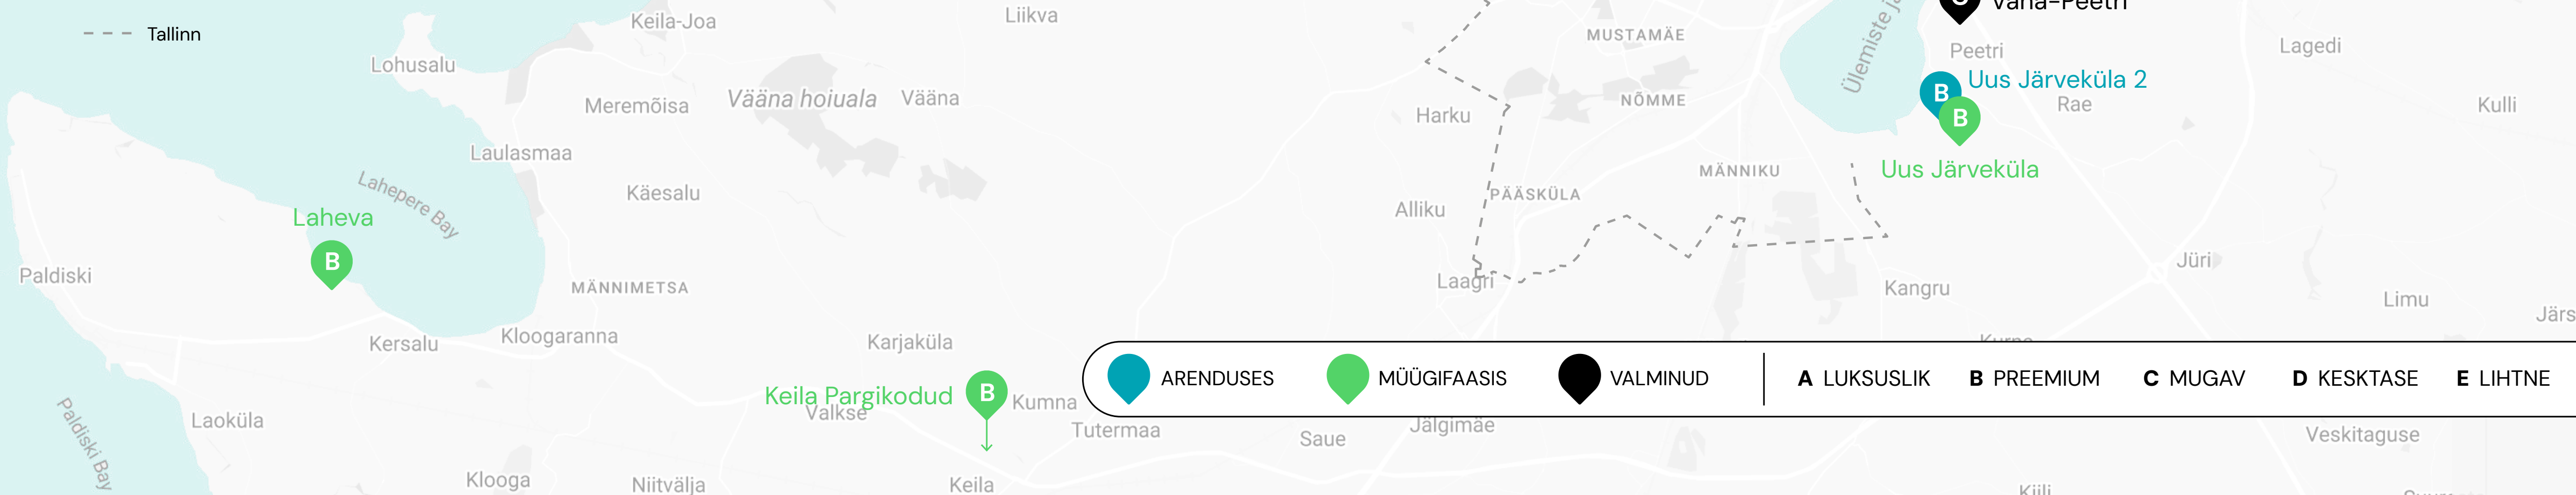 Tallinn
Keila-Joa
Liikva
MUSTAMÄE
Ülemiste
Peetri
Lagedi
Lohusalu
Meremõisa
Vääna hoiuala
Vääna
Harku
NÕMME
B
Uus Järveküla 2
Rae
Kulli
B
Laulasmaa
Lahepere Bay
Käesalu
Alliku
PÄÄSKÜLA
MÄNNIKU
Uus Järveküla
Laheva
B
Paldiski
MÄNNIMETSA
Laagri
Kangru
Jüri
Limu
Kersalu
Kloogaranna
Karjaküla
Keila Pargikodud
B
Kumna
Valkse
ARENDUSES
MÜÜGIFAASIS
VALMINUD
A LUKSUSLIK
B PREEMIUM
C MUGAV
D KESKTASE
E LIHTNE
Paldiski Bay
Laoküla
Tutermaa
Saue
Jälgimäe
Veskitaguse
Klooga
Niitvälja
Keila